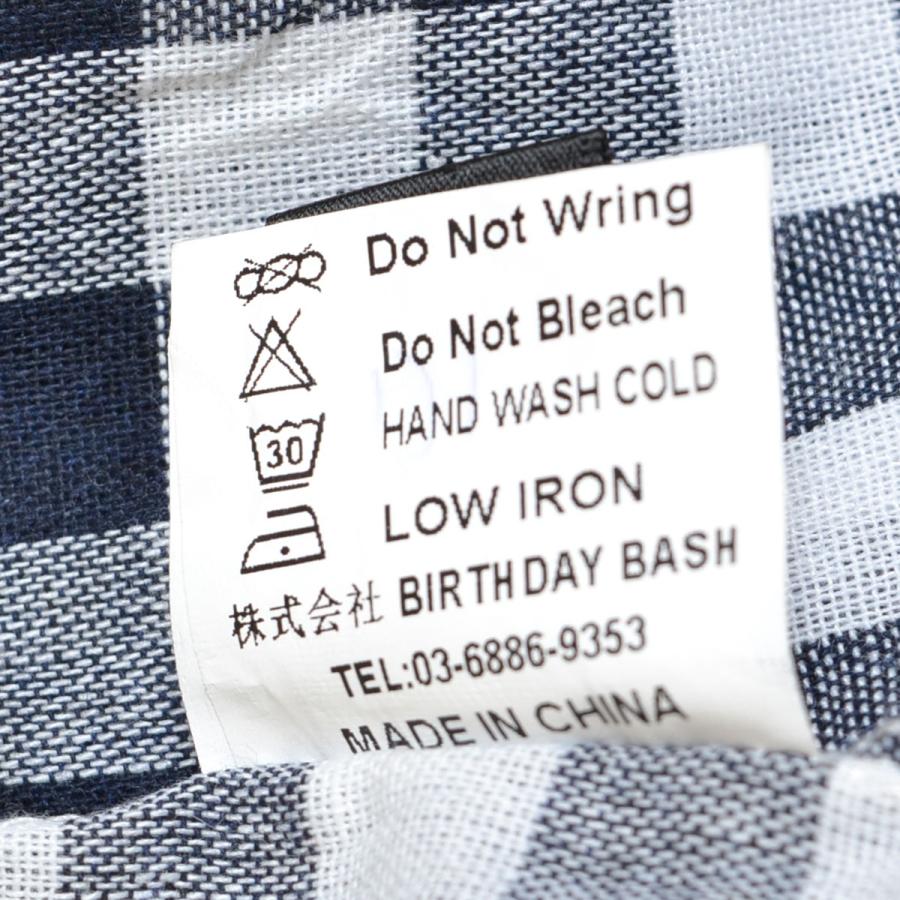 Do Not Wring
Do Not Bleach
HAND WASH COLD
30
LOW IRON
株式会社 BIRTHDAY BASH
TEL:03-6886-9353
MADE IN CHINA